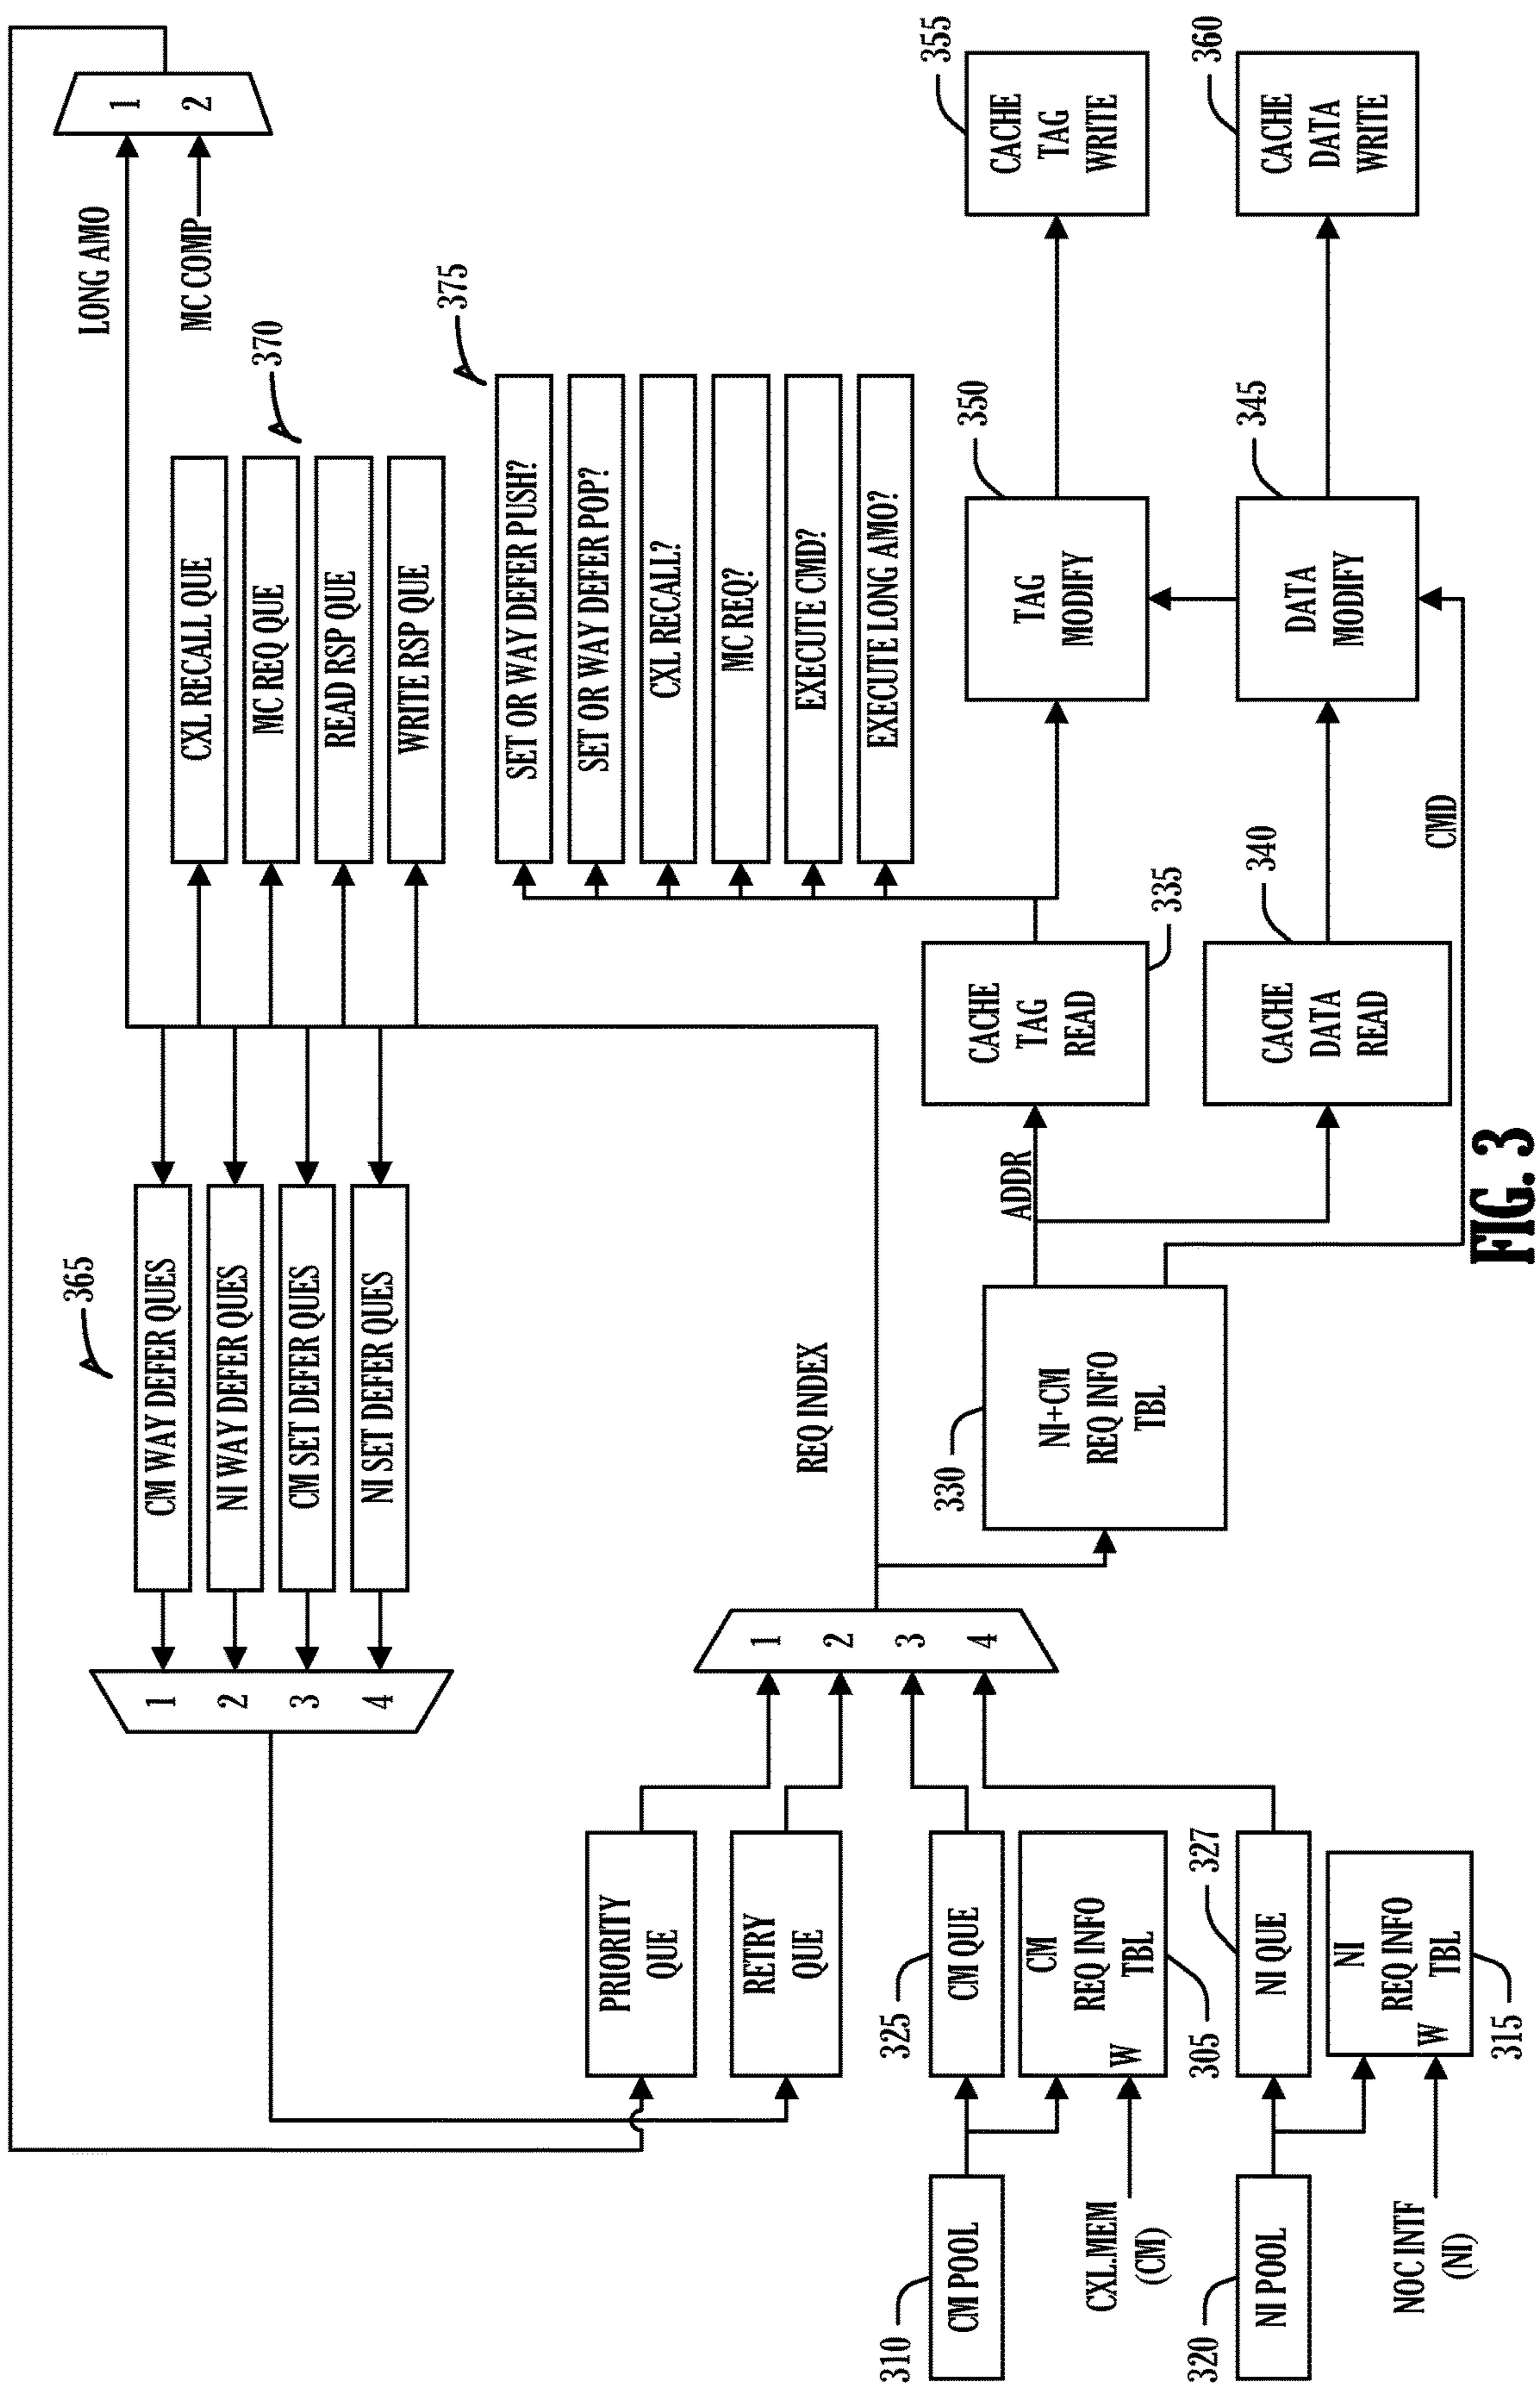 LONG AMO
1
MC COMP
2
365
CM WAY DEFER QUES
NI WAY DEFER QUES
CM SET DEFER QUES
NI SET DEFER QUES
1
2
3
4
370
CXL RECALL QUE
MC REQ QUE
READ RSP QUE
WRITE RSP QUE
375
SET OR WAY DEFER PUSH?
SET OR WAY DEFER POP?
CXL RECALL?
MC REQ?
EXECUTE CMD?
EXECUTE LONG AMO?
PRIORITY
QUE
RETRY
QUE
1
2
3
4
REQ INDEX
310
CM POOL
325
CM QUE
CXL.MEM
(CM)
CM
REQ INFO
TBL
W
305
320
NI POOL
327
NI QUE
NOC INTF
(NI)
NI
REQ INFO
TBL
W
315
330
NI+CM
REQ INFO
TBL
ADDR
CACHE
TAG
READ
335
340
CACHE
DATA
READ
CMD
350
TAG
MODIFY
345
DATA
MODIFY
355
CACHE
TAG
WRITE
360
CACHE
DATA
WRITE
FIG. 3